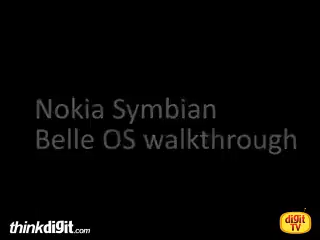 Nokia Symbian
Belle OS walkthrough
thinkdigit.com
digit
TV